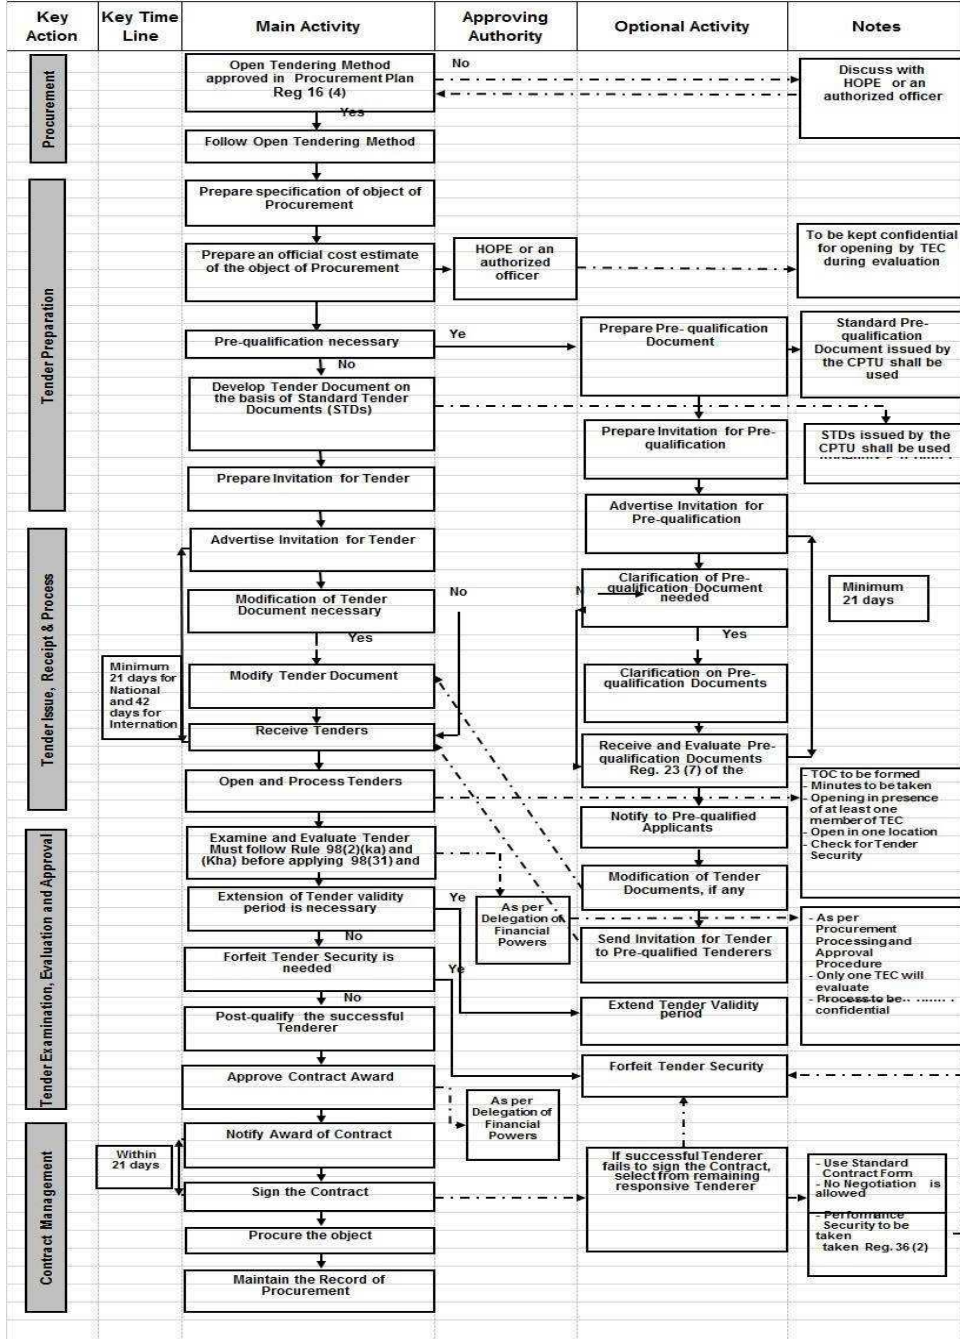 Key Action
Key Time Line
Main Activity
Approving Authority
Optional Activity
Notes
Procurement
Open Tendering Method
approved in Procurement Plan
Reg 16 (4)
No
Discuss with
HOPE or an
authorized officer
Yes
Follow Open Tendering Method
Tender Preparation
Prepare specification of object of
Procurement
Prepare an official cost estimate
of the object of Procurement
HOPE or an
authorized
officer
To be kept confidential
for opening by TEC
during evaluation
Pre-qualification necessary
Ye
Prepare Pre- qualification
Document
Standard Pre-
qualification
Document issued by
the CPTU shall be
used
No
Develop Tender Document on
the basis of Standard Tender
Documents (STDs)
Prepare Invitation for Pre-
qualification
STDs issued by the
CPTU shall be used
Prepare Invitation for Tender
Advertise Invitation for
Pre-qualification
Tender Issue, Receipt & Process
Advertise Invitation for Tender
Modification of Tender
Document necessary
No
N
Clarification of Pre-
qualification Document
needed
Minimum
21 days
Yes
Yes
Minimum
21 days for
National
and 42
days for
Internation
Modify Tender Document
Clarification on Pre-
qualification Documents
Receive Tenders
Receive and Evaluate Pre-
qualification Documents
Reg. 23 (7) of the
Open and Process Tenders
- TOC to be formed
- Minutes to be taken
- Opening in presence
of at least one
member of TEC
- Open in one location
- Check for Tender
Security
Notify to Pre-qualified
Applicants
Tender Examination, Evaluation and Approval
Examine and Evaluate Tender
Must follow Rule 98(2)(ka) and
(Kha) before applying 98(31) and
Modification of Tender
Documents, if any
Extension of Tender validity
period is necessary
Ye
As per
Delegation of
Financial
Powers
- As per
Procurement
Processing and
Approval
Procedure
- Only one TEC will
evaluate
- Process to be
confidential
No
Send Invitation for Tender
to Pre-qualified Tenderers
Forfeit Tender Security is
needed
Ye
No
Extend Tender Validity
period
Post-qualify the successful
Tenderer
Forfeit Tender Security
Approve Contract Award
As per
Delegation of
Financial
Powers
Contract Management
Notify Award of Contract
Within
21 days
If successful Tenderer
fails to sign the Contract,
select from remaining
responsive Tenderer
- Use Standard
Contract Form
- No Negotiation is
allowed
- Performance
Security to be
taken
taken Reg. 36 (2)
Sign the Contract
Procure the object
Maintain the Record of
Procurement